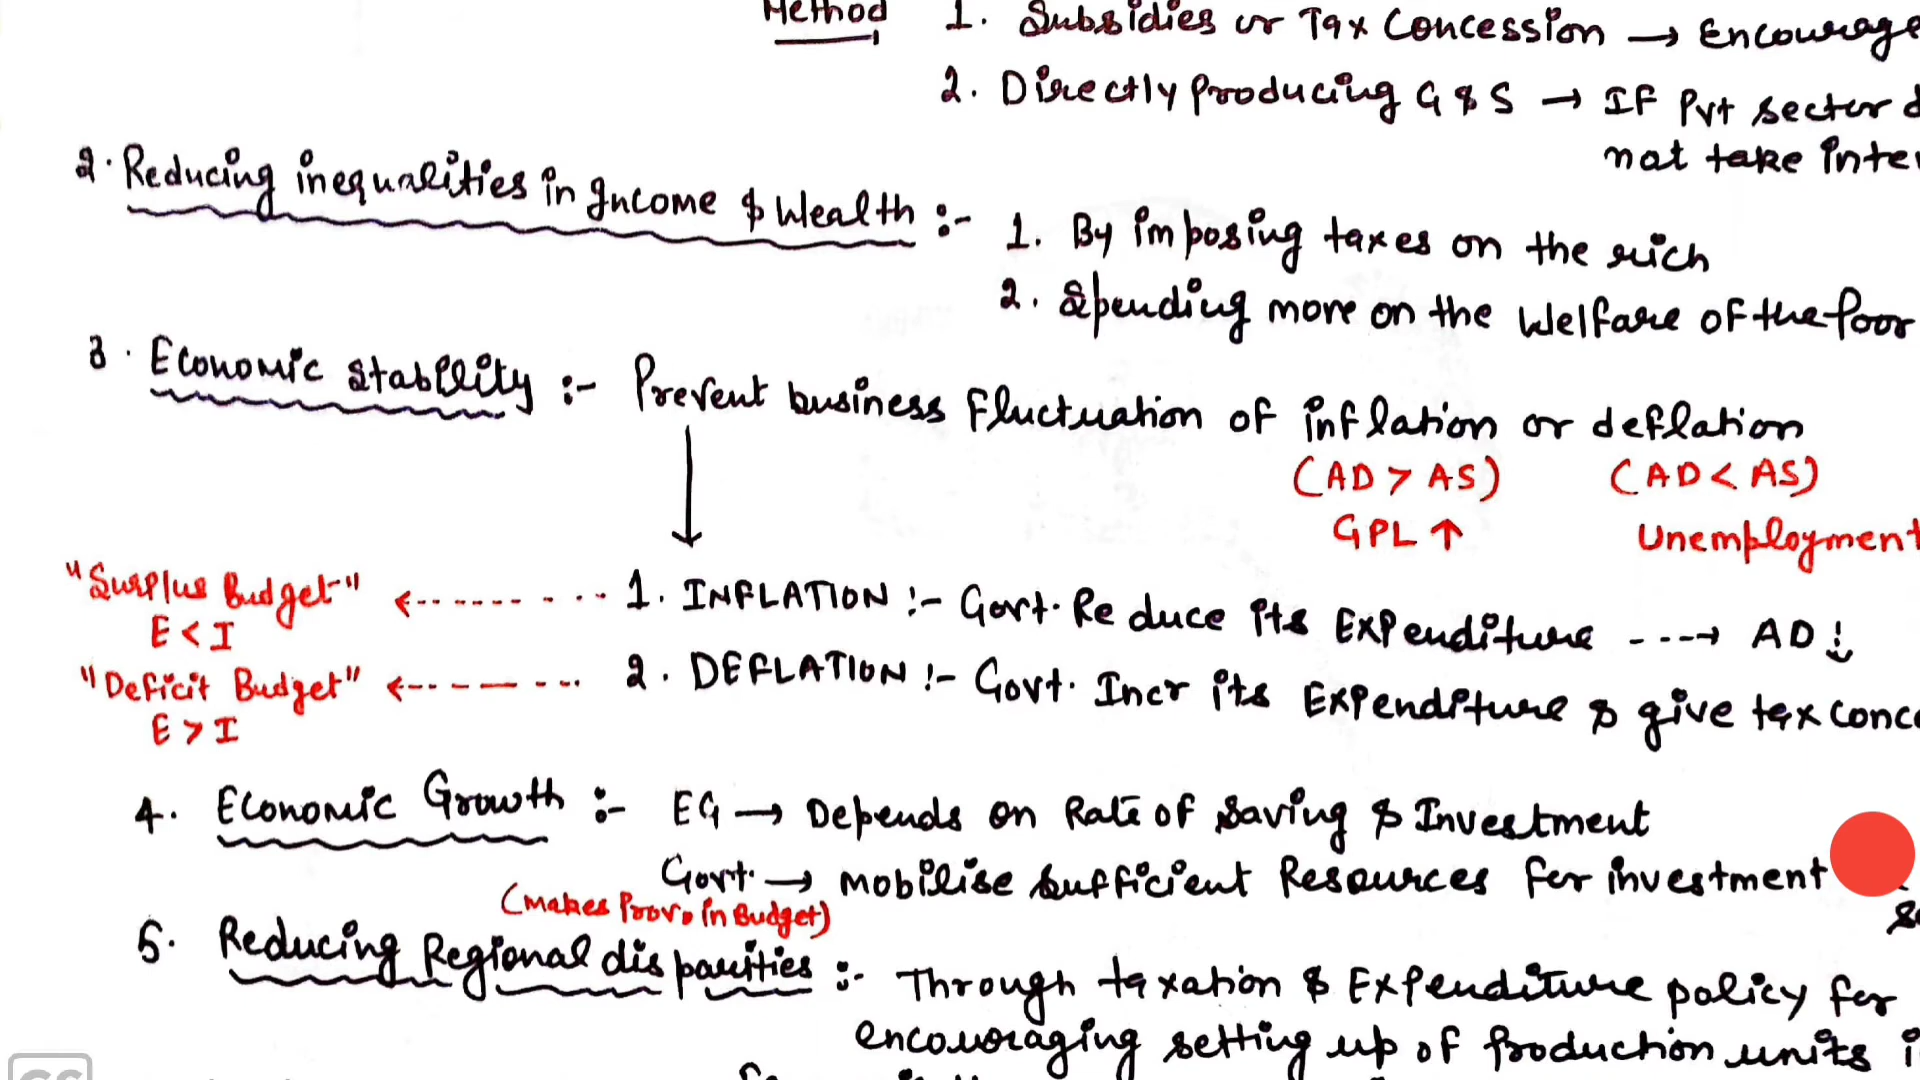 Method 1. Subsidies or Tax Concession → Encourage
2. Directly producing G & S → If Pvt sector d
not take inter
2. Reducing inequalities in Income & Wealth :-
1. By imposing taxes on the rich
2. Spending more on the Welfare of the Poor
3. Economic Stability :- Prevent business Fluctuation of inflation or deflation
(AD > AS) (AD < AS)
GPL ↑ Unemployment
"Surplus Budget" ← 1. INFLATION :- Govt. Reduce its Expenditure ---→ AD ↓
E < I
"Deficit Budget" ← 2. DEFLATION :- Govt. Incr its Expenditure & give tax conce
E > I
4. Economic Growth :- EG → Depends on Rate of Saving & Investment
Govt. → mobilise sufficient Resources for investment
(makes Prov. in Budget)
5. Reducing Regional disparities :- Through taxation & Expenditure policy for
encouraging setting up of production units i